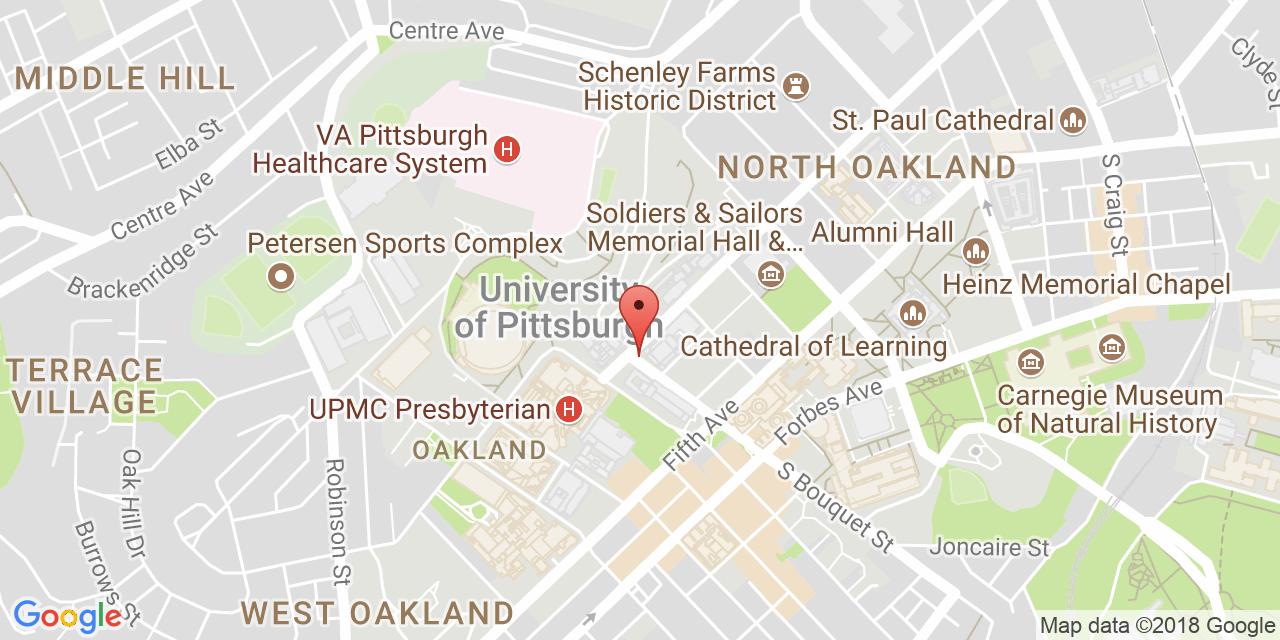 Centre Ave
Clyde St
MIDDLE HILL
Schenley Farms
Historic District
St. Paul Cathedral
Elba St
VA Pittsburgh
Healthcare System
NORTH OAKLAND
S Craig St
Centre Ave
Soldiers & Sailors
Memorial Hall &...
Alumni Hall
Brackenridge St
Petersen Sports Complex
University
of Pittsburgh
Heinz Memorial Chapel
Cathedral of Learning
TERRACE
VILLAGE
Carnegie Museum
of Natural History
UPMC Presbyterian
Fifth Ave
Forbes Ave
OAKLAND
Oak Hill Dr
Robinson St
S Bouquet St
Burrows St
Joncaire St
WEST OAKLAND
Google
Map data ©2018 Google